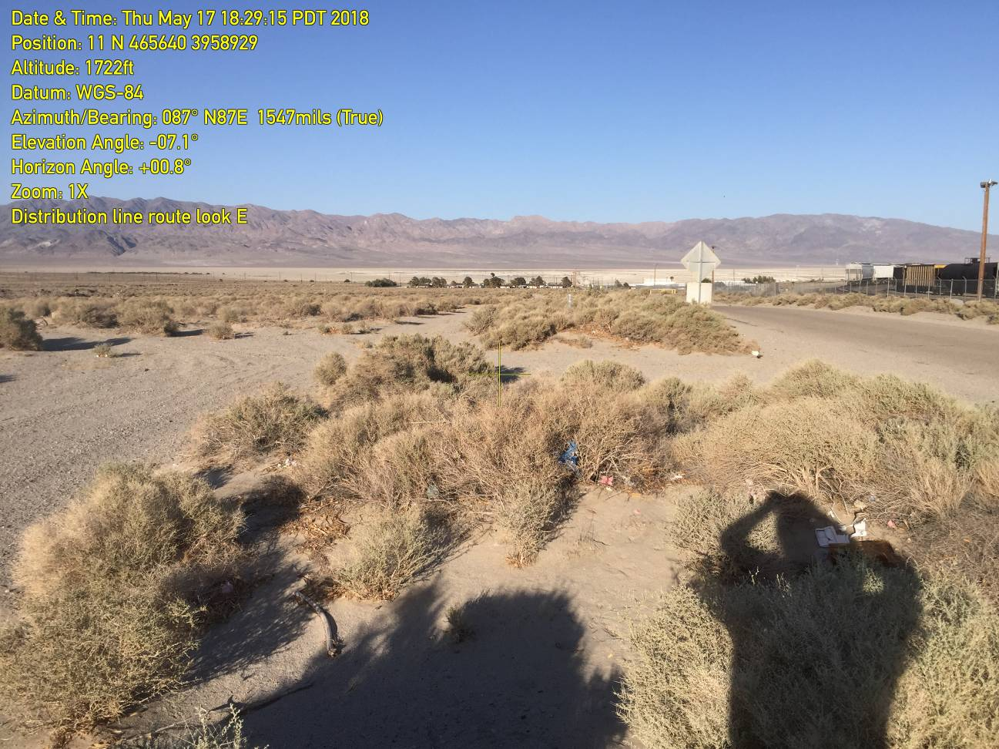 Date & Time: Thu May 17 18:29:15 PDT 2018
Position: 11 N 465640 3958929
Altitude: 1722ft
Datum: WGS-84
Azimuth/Bearing: 087° N87E 1547mils (True)
Elevation Angle: -07.1°
Horizon Angle: +00.8°
Zoom: 1X
Distribution line route look E